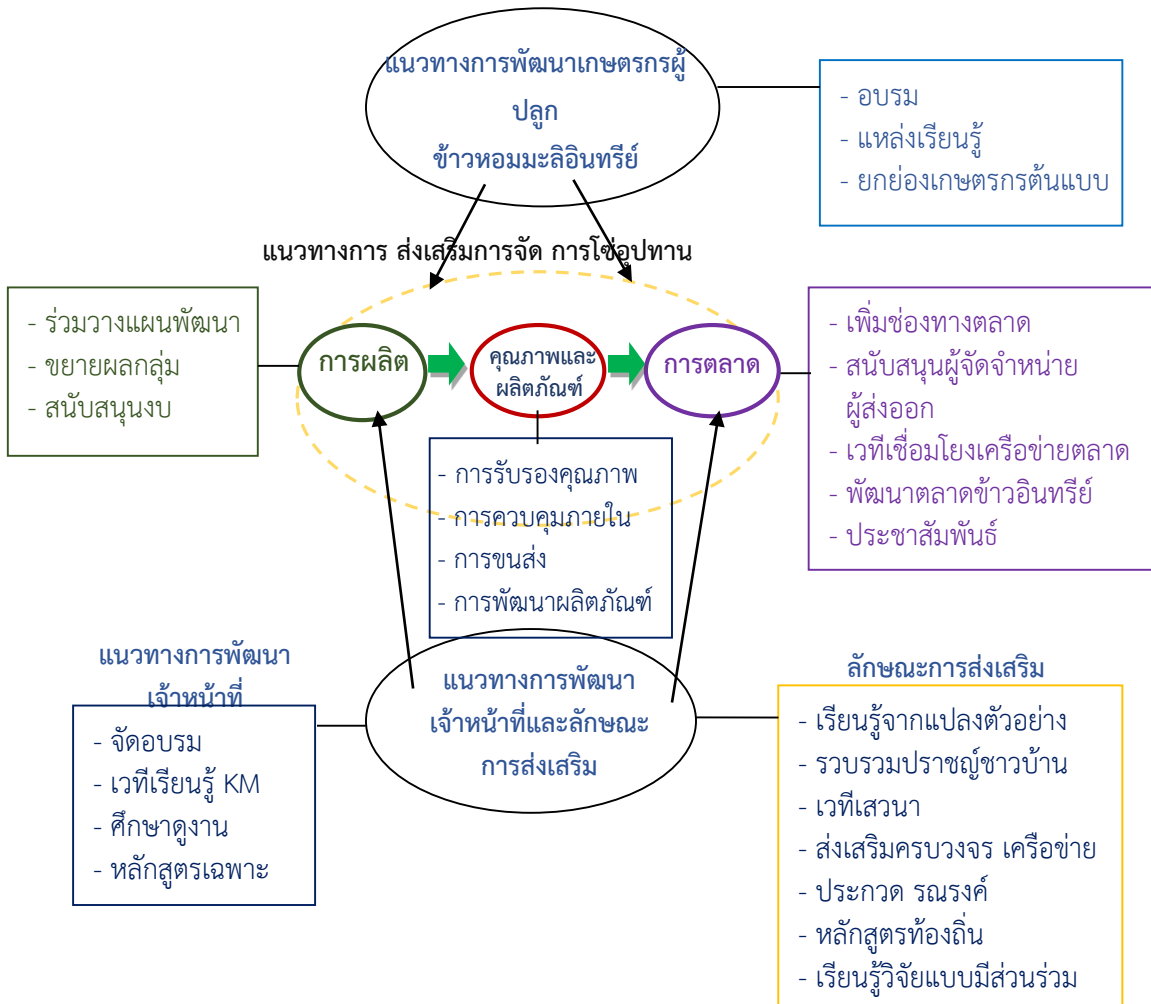 แนวทางการพัฒนาเกษตรกรผู้
ปลูก
ข้าวหอมมะลิอินทรีย์
- อบรม
- แหล่งเรียนรู้
- ยกย่องเกษตรกรต้นแบบ
แนวทางการ ส่งเสริมการจัด การโซ่อุปทาน
- ร่วมวางแผนพัฒนา
- ขยายผลกลุ่ม
- สนับสนุนงบ
การผลิต
คุณภาพและ
ผลิตภัณฑ์
การตลาด
- เพิ่มช่องทางตลาด
- สนับสนุนผู้จัดจำหน่าย
ผู้ส่งออก
- เวทีเชื่อมโยงเครือข่ายตลาด
- พัฒนาตลาดข้าวอินทรีย์
- ประชาสัมพันธ์
- การรับรองคุณภาพ
- การควบคุมภายใน
- การขนส่ง
- การพัฒนาผลิตภัณฑ์
แนวทางการพัฒนา
เจ้าหน้าที่
- จัดอบรม
- เวทีเรียนรู้ KM
- ศึกษาดูงาน
- หลักสูตรเฉพาะ
แนวทางการพัฒนา
เจ้าหน้าที่และลักษณะ
การส่งเสริม
ลักษณะการส่งเสริม
- เรียนรู้จากแปลงตัวอย่าง
- รวบรวมปราชญ์ชาวบ้าน
- เวทีเสวนา
- ส่งเสริมครบวงจร เครือข่าย
- ประกวด รณรงค์
- หลักสูตรท้องถิ่น
- เรียนรู้วิจัยแบบมีส่วนร่วม